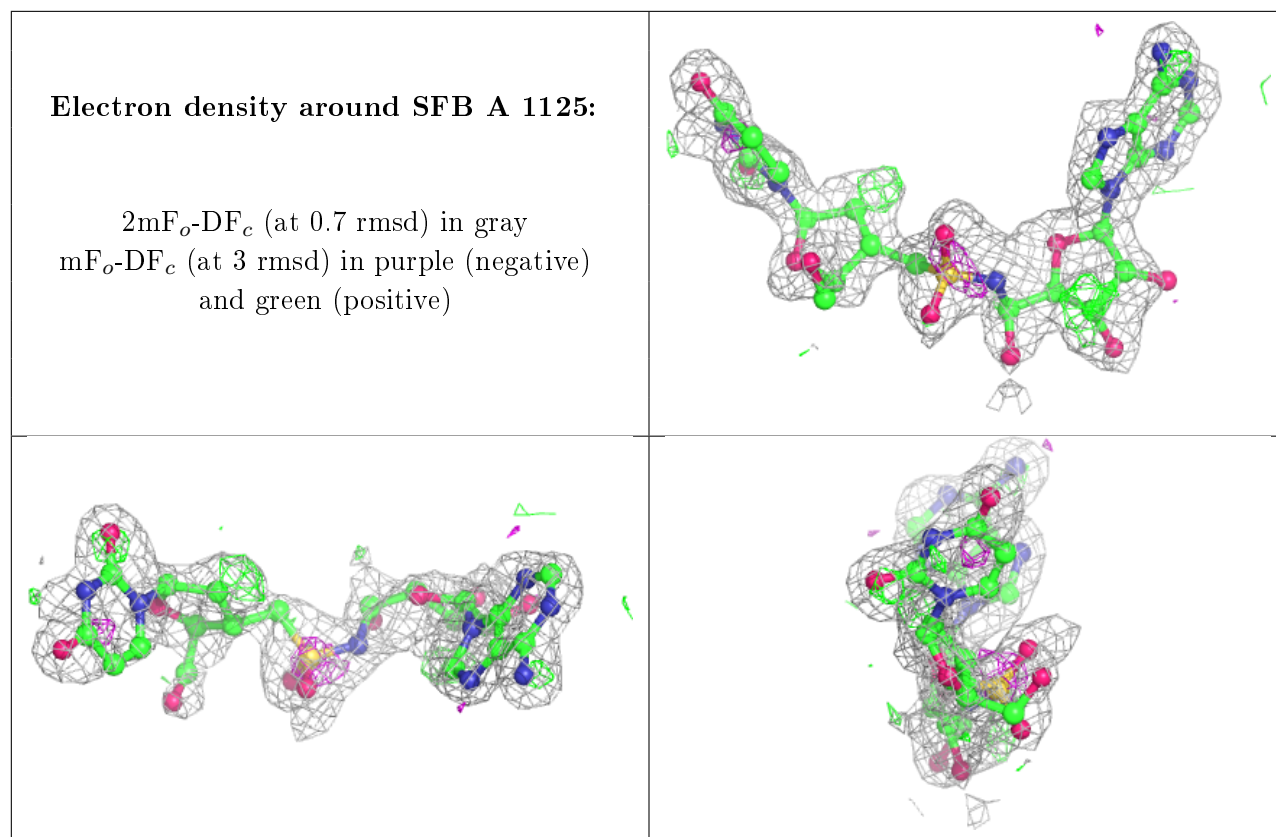 Electron density around SFB A 1125:
2mFₒ-DF𝒸 (at 0.7 rmsd) in gray
mFₒ-DF𝒸 (at 3 rmsd) in purple (negative)
and green (positive)